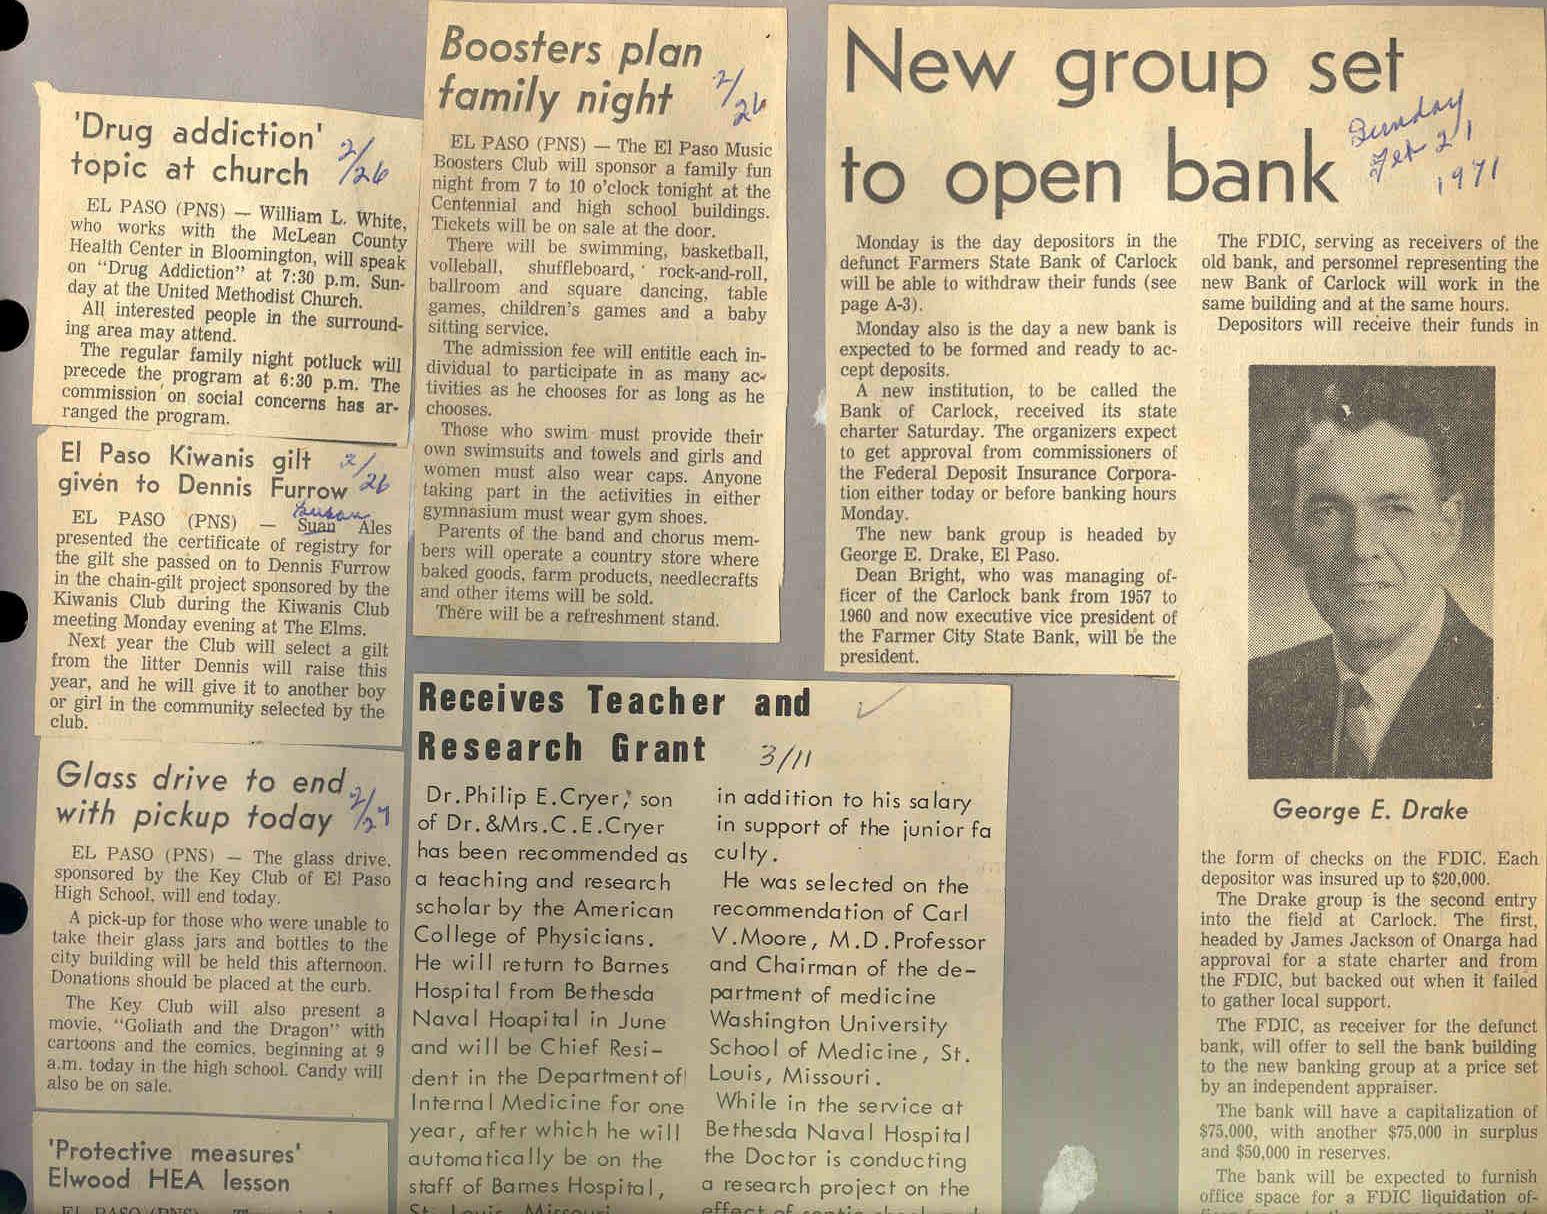 'Drug addiction'
topic at church
2/26
EL PASO (PNS) — William L. White,
who works with the McLean County
Health Center in Bloomington, will speak
on "Drug Addiction" at 7:30 p.m. Sun-
day at the United Methodist Church.
All interested people in the surround-
ing area may attend.
The regular family night potluck will
precede the program at 6:30 p.m. The
commission on social concerns has ar-
ranged the program.
El Paso Kiwanis gilt
given to Dennis Furrow
2/26
Susan
EL PASO (PNS) — Suan Ales
presented the certificate of registry for
the gilt she passed on to Dennis Furrow
in the chain-gilt project sponsored by the
Kiwanis Club during the Kiwanis Club
meeting Monday evening at The Elms.
Next year the Club will select a gilt
from the litter Dennis will raise this
year, and he will give it to another boy
or girl in the community selected by the
club.
Glass drive to end
with pickup today
2/27
EL PASO (PNS) — The glass drive,
sponsored by the Key Club of El Paso
High School, will end today.
A pick-up for those who were unable to
take their glass jars and bottles to the
city building will be held this afternoon.
Donations should be placed at the curb.
The Key Club will also present a
movie, "Goliath and the Dragon" with
cartoons and the comics, beginning at 9
a.m. today in the high school. Candy will
also be on sale.
'Protective measures'
Elwood HEA lesson
EL PASO (PNS)
Boosters plan
family night
2/26
EL PASO (PNS) — The El Paso Music
Boosters Club will sponsor a family fun
night from 7 to 10 o'clock tonight at the
Centennial and high school buildings.
Tickets will be on sale at the door.
There will be swimming, basketball,
volleball, shuffleboard, rock-and-roll,
ballroom and square dancing, table
games, children's games and a baby
sitting service.
The admission fee will entitle each in-
dividual to participate in as many ac-
tivities as he chooses for as long as he
chooses.
Those who swim must provide their
own swimsuits and towels and girls and
women must also wear caps. Anyone
taking part in the activities in either
gymnasium must wear gym shoes.
Parents of the band and chorus mem-
bers will operate a country store where
baked goods, farm products, needlecrafts
and other items will be sold.
There will be a refreshment stand.
Receives Teacher and
Research Grant
3/11
Dr.Philip E.Cryer, son
of Dr.&Mrs.C.E.Cryer
has been recommended as
a teaching and research
scholar by the American
College of Physicians.
He will return to Barnes
Hospital from Bethesda
Naval Hoapital in June
and will be Chief Resi-
dent in the Department of
Internal Medicine for one
year, after which he will
automatically be on the
staff of Barnes Hospital,
St. Louis, Missouri
in addition to his salary
in support of the junior fa
culty.
He was selected on the
recommendation of Carl
V.Moore, M.D.Professor
and Chairman of the de-
partment of medicine
Washington University
School of Medicine, St.
Louis, Missouri.
While in the service at
Bethesda Naval Hospital
the Doctor is conducting
a research project on the
effect of
New group set
to open bank
Sunday
Feb 21
1971
Monday is the day depositors in the
defunct Farmers State Bank of Carlock
will be able to withdraw their funds (see
page A-3).
Monday also is the day a new bank is
expected to be formed and ready to ac-
cept deposits.
A new institution, to be called the
Bank of Carlock, received its state
charter Saturday. The organizers expect
to get approval from commissioners of
the Federal Deposit Insurance Corpora-
tion either today or before banking hours
Monday.
The new bank group is headed by
George E. Drake, El Paso.
Dean Bright, who was managing of-
ficer of the Carlock bank from 1957 to
1960 and now executive vice president of
the Farmer City State Bank, will be the
president.
The FDIC, serving as receivers of the
old bank, and personnel representing the
new Bank of Carlock will work in the
same building and at the same hours.
Depositors will receive their funds in
George E. Drake
the form of checks on the FDIC. Each
depositor was insured up to $20,000.
The Drake group is the second entry
into the field at Carlock. The first,
headed by James Jackson of Onarga had
approval for a state charter and from
the FDIC, but backed out when it failed
to gather local support.
The FDIC, as receiver for the defunct
bank, will offer to sell the bank building
to the new banking group at a price set
by an independent appraiser.
The bank will have a capitalization of
$75,000, with another $75,000 in surplus
and $50,000 in reserves.
The bank will be expected to furnish
office space for a FDIC liquidation of-